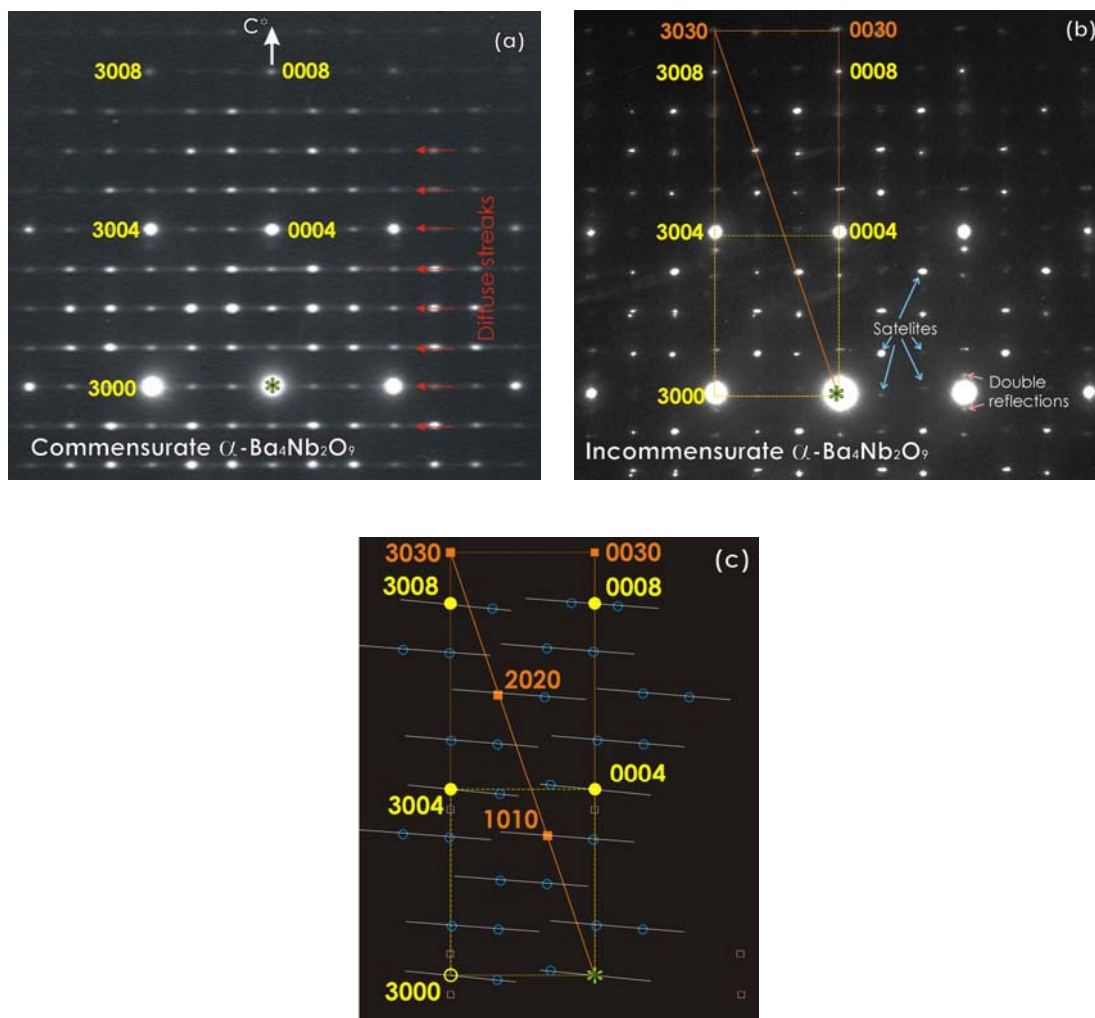 C*
(a)
3008 0008
3004 0004
Diffuse streaks
3000 *
Commensurate α-Ba₄Nb₂O₉
(b)
3030 0030
3008 0008
3004 0004
Satelites
3000 *
Double
reflections
Incommensurate α-Ba₄Nb₂O₉
(c)
3030 0030
3008 0008
2020
0004
3004
1010
3000 *